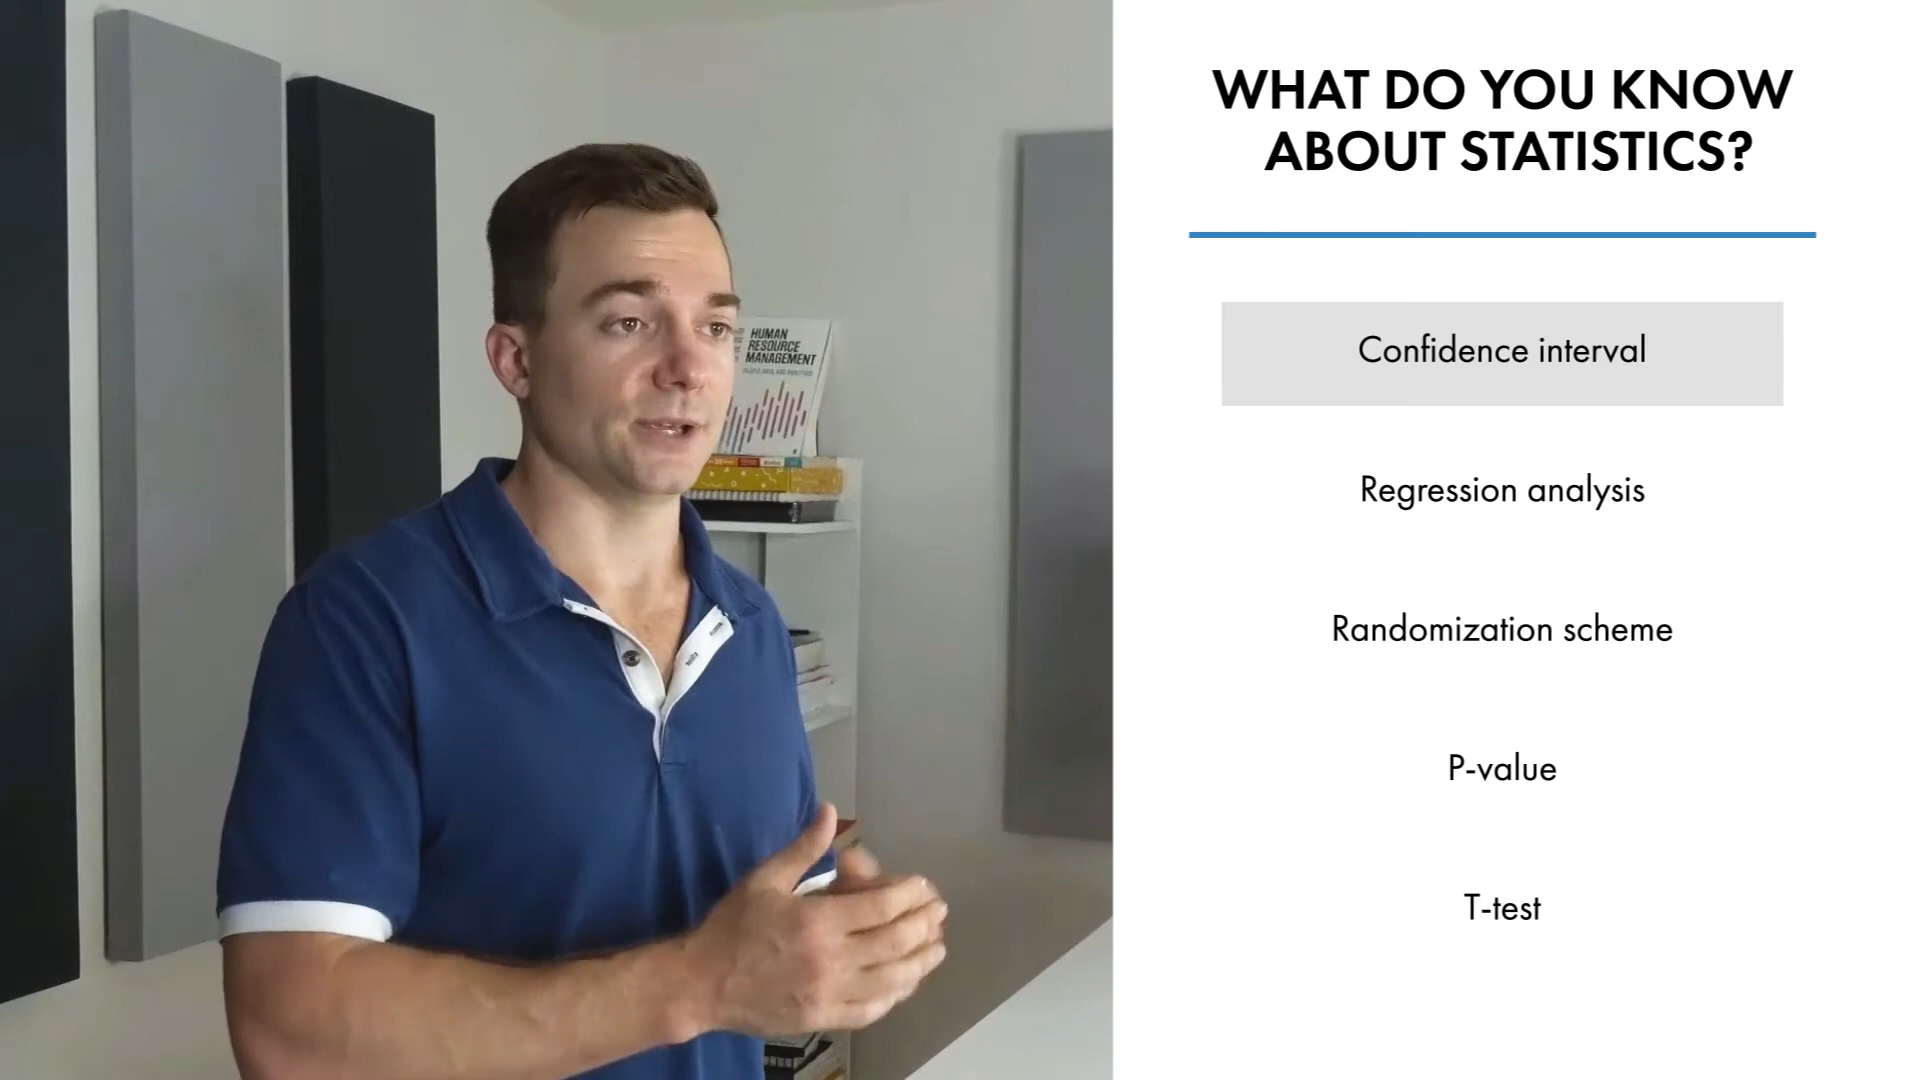 WHAT DO YOU KNOW
ABOUT STATISTICS?
Confidence interval
Regression analysis
Randomization scheme
P-value
T-test
HUMAN
RESOURCE
MANAGEMENT